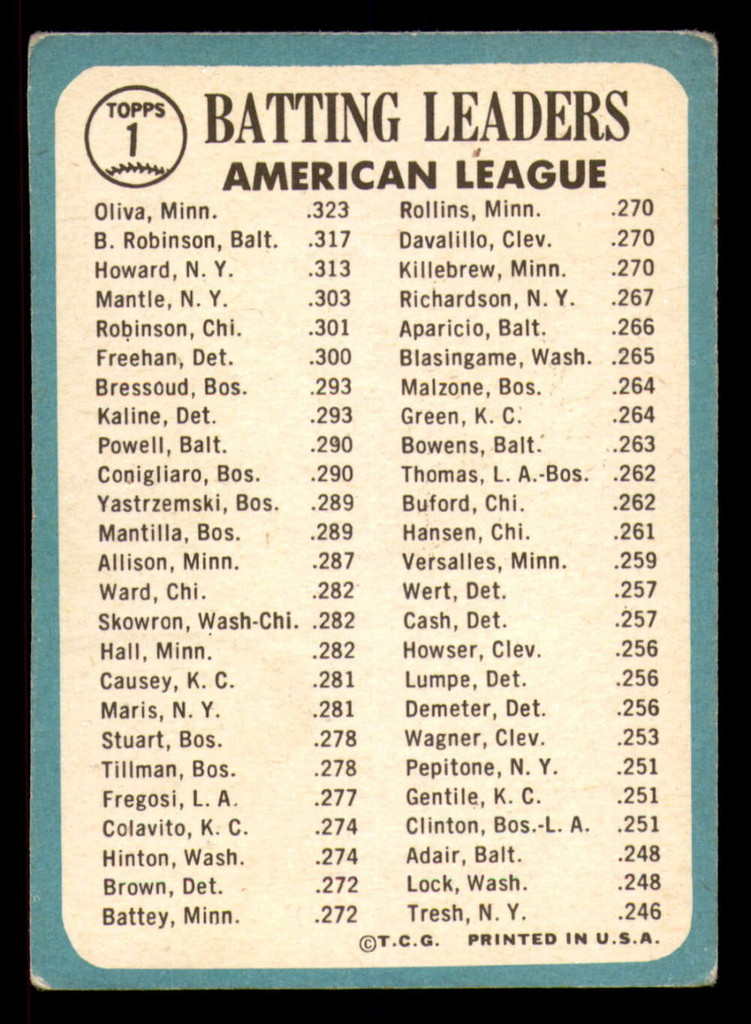 TOPPS
1
BATTING LEADERS
AMERICAN LEAGUE
Oliva, Minn. .323
B. Robinson, Balt. .317
Howard, N. Y. .313
Mantle, N. Y. .303
Robinson, Chi. .301
Freehan, Det. .300
Bressoud, Bos. .293
Kaline, Det. .293
Powell, Balt. .290
Conigliaro, Bos. .290
Yastrzemski, Bos. .289
Mantilla, Bos. .289
Allison, Minn. .287
Ward, Chi. .282
Skowron, Wash-Chi. .282
Hall, Minn. .282
Causey, K. C. .281
Maris, N. Y. .281
Stuart, Bos. .278
Tillman, Bos. .278
Fregosi, L. A. .277
Colavito, K. C. .274
Hinton, Wash. .274
Brown, Det. .272
Battey, Minn. .272
Rollins, Minn. .270
Davalillo, Clev. .270
Killebrew, Minn. .270
Richardson, N. Y. .267
Aparicio, Balt. .266
Blasingame, Wash. .265
Malzone, Bos. .264
Green, K. C. .264
Bowens, Balt. .263
Thomas, L. A.-Bos. .262
Buford, Chi. .262
Hansen, Chi. .261
Versalles, Minn. .259
Wert, Det. .257
Cash, Det. .257
Howser, Clev. .256
Lumpe, Det. .256
Demeter, Det. .256
Wagner, Clev. .253
Pepitone, N. Y. .251
Gentile, K. C. .251
Clinton, Bos.-L. A. .251
Adair, Balt. .248
Lock, Wash. .248
Tresh, N. Y. .246
©T.C.G. PRINTED IN U.S.A.